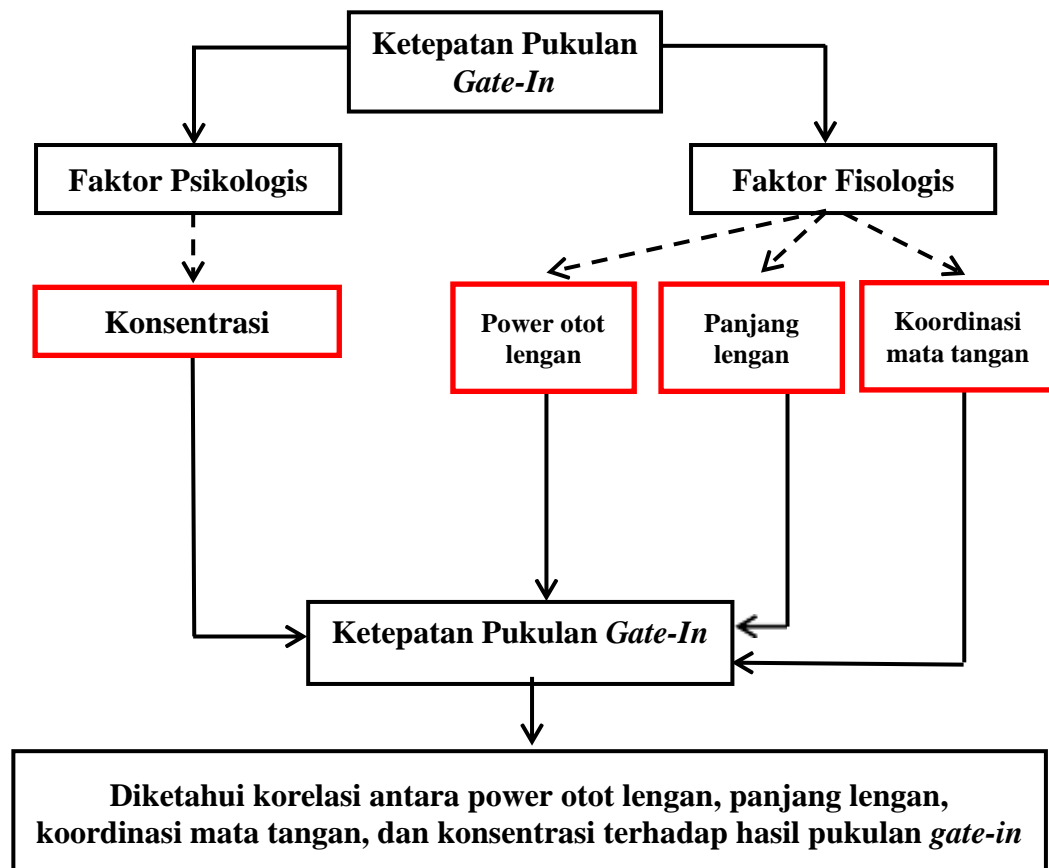 Ketepatan Pukulan
Gate-In
Faktor Psikologis
Faktor Fisologis
Konsentrasi
Power otot
lengan
Panjang
lengan
Koordinasi
mata tangan
Ketepatan Pukulan Gate-In
Diketahui korelasi antara power otot lengan, panjang lengan,
koordinasi mata tangan, dan konsentrasi terhadap hasil pukulan gate-in